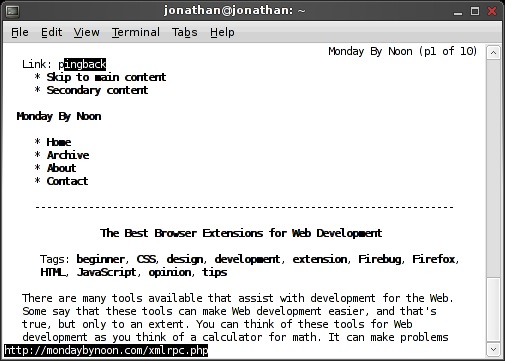 jonathan@jonathan: ~
File Edit View Terminal Tabs Help
Monday By Noon (p1 of 10)
Link: pingback
* Skip to main content
* Secondary content
Monday By Noon
* Home
* Archive
* About
* Contact
------------------------------------------------------------------
The Best Browser Extensions for Web Development
Tags: beginner, CSS, design, development, extension, Firebug, Firefox,
HTML, JavaScript, opinion, tips
There are many tools available that assist with development for the Web.
Some say that these tools can make Web development easier, and that's
true, but only to an extent. You can think of these tools for Web
development as you think of a calculator for math. It can make problems
http://mondaybynoon.com/xmlrpc.php